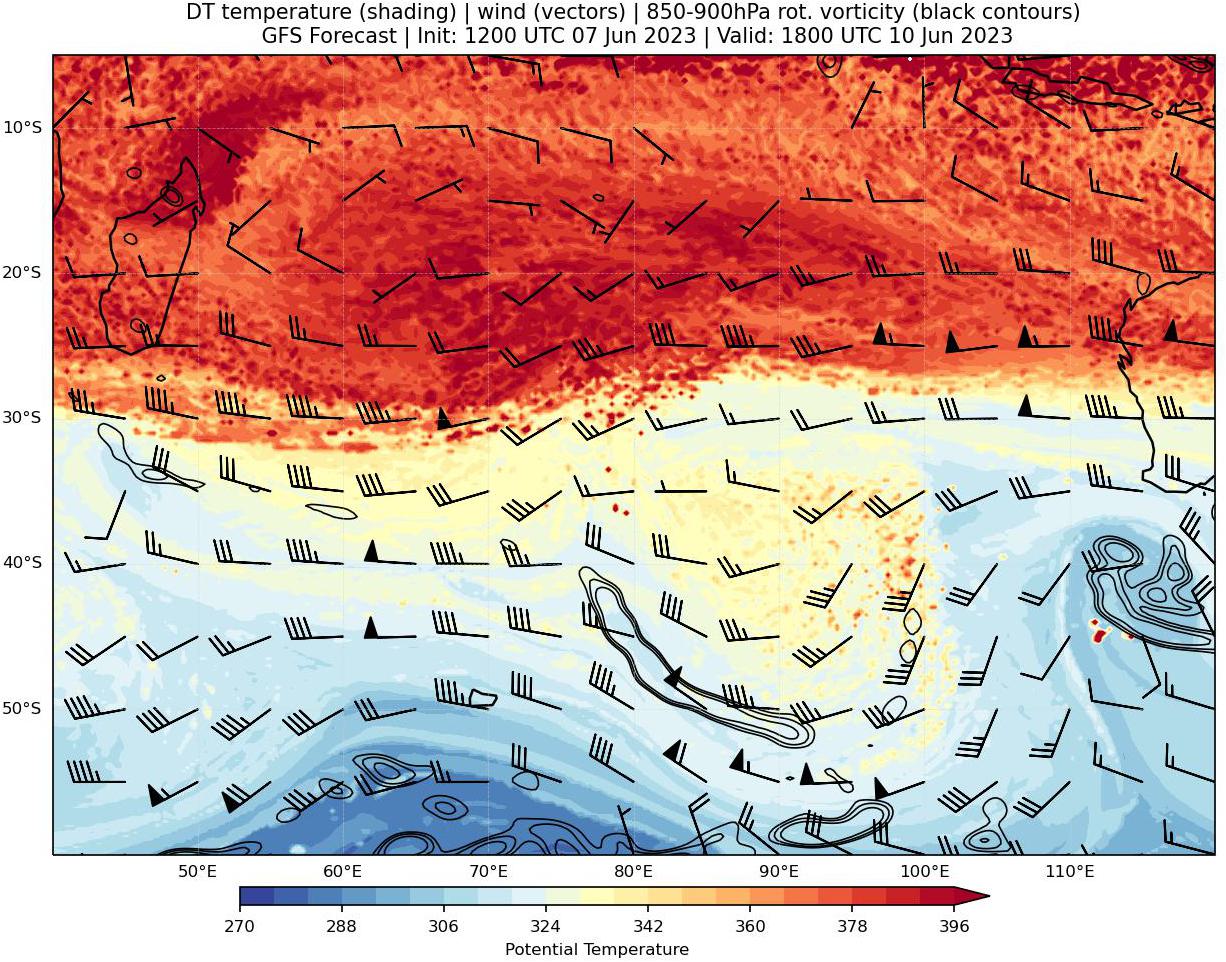 DT temperature (shading) | wind (vectors) | 850-900hPa rot. vorticity (black contours)
GFS Forecast | Init: 1200 UTC 07 Jun 2023 | Valid: 1800 UTC 10 Jun 2023
10°S
20°S
30°S
40°S
50°S
50°E 60°E 70°E 80°E 90°E 100°E 110°E
270 288 306 324 342 360 378 396
Potential Temperature